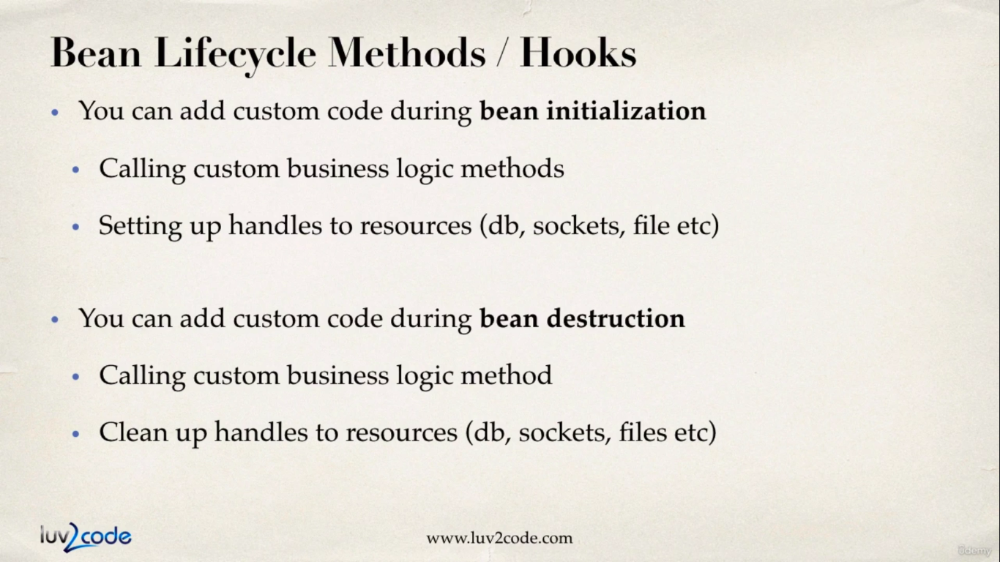 Bean Lifecycle Methods / Hooks
• You can add custom code during bean initialization
• Calling custom business logic methods
• Setting up handles to resources (db, sockets, file etc)
• You can add custom code during bean destruction
• Calling custom business logic method
• Clean up handles to resources (db, sockets, files etc)
luv2code
www.luv2code.com
ûdemy